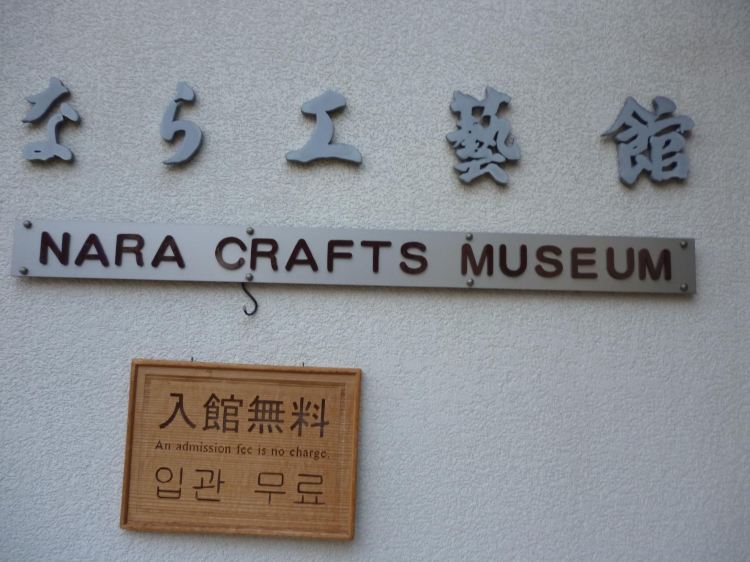 なら工藝館
NARA CRAFTS MUSEUM
入館無料
An admission fee is no charge.
입관 무료